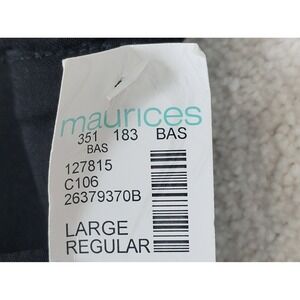 maurices
351 183 BAS
BAS
127815
C106
26379370B
LARGE
REGULAR